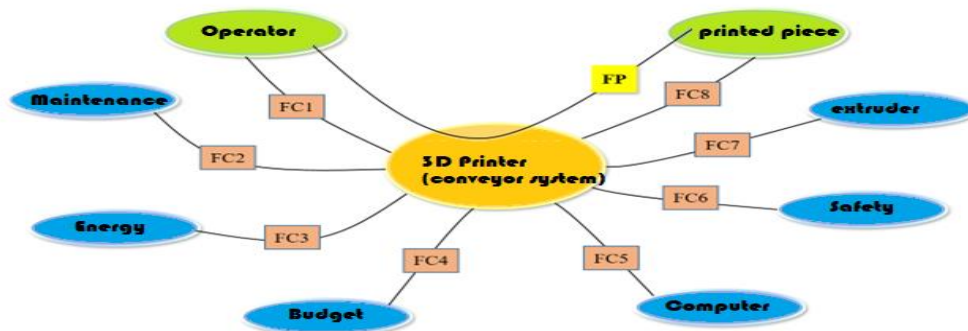 Operator
printed piece
FP
Maintenance
FC1
FC8
extruder
FC2
FC7
3D Printer
(conveyor system)
FC6
Safety
Energy
FC3
FC4
FC5
Budget
Computer